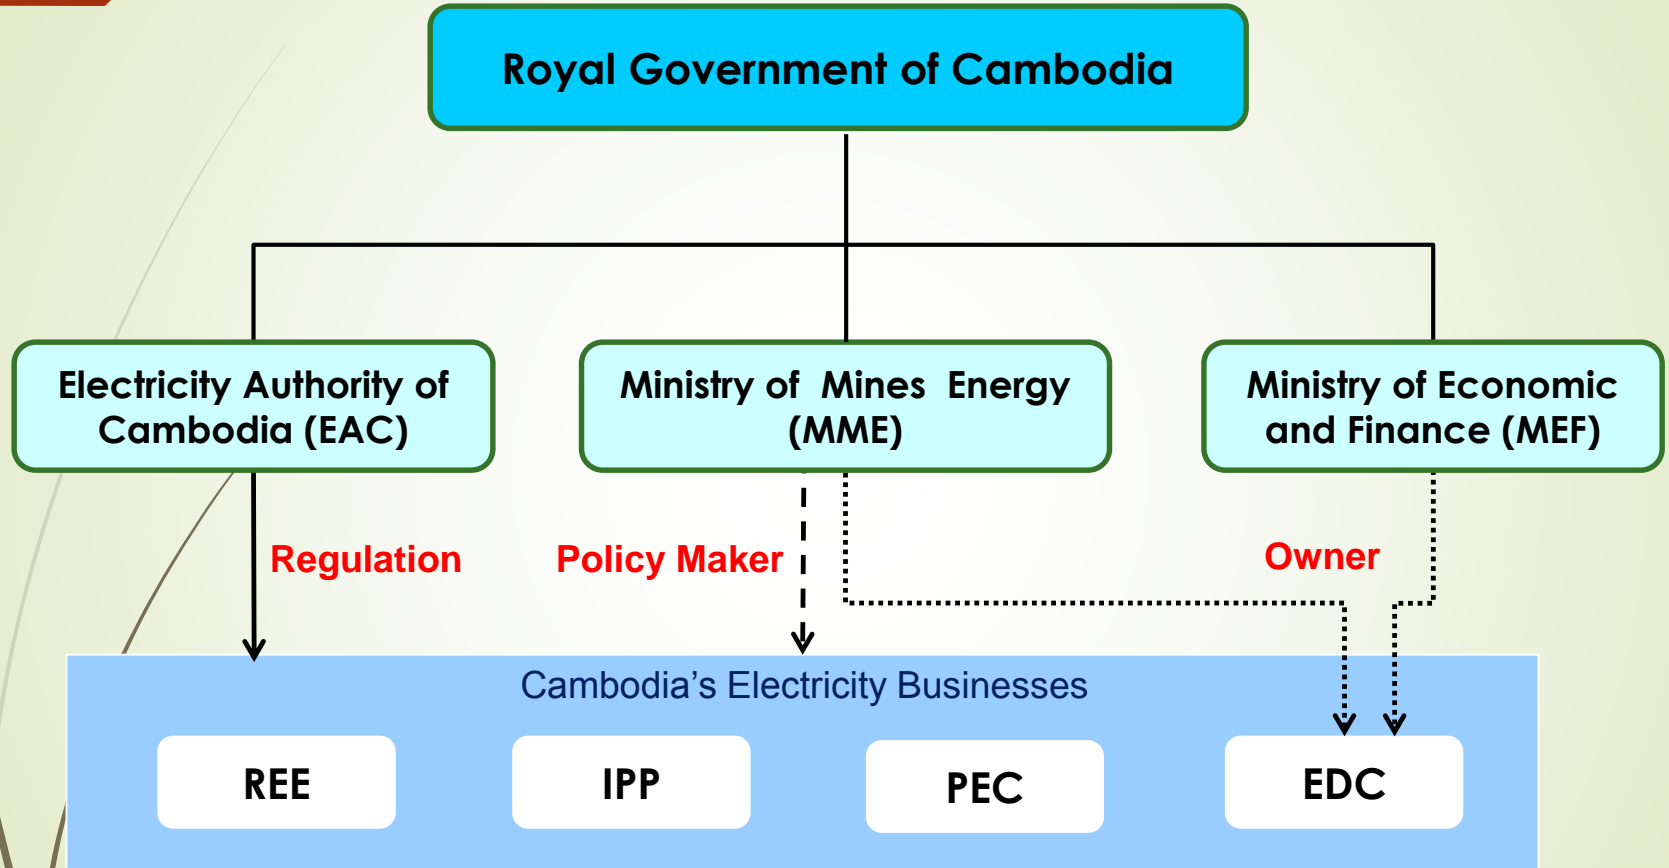 Royal Government of Cambodia
Electricity Authority of
Cambodia (EAC)
Ministry of Mines Energy
(MME)
Ministry of Economic
and Finance (MEF)
Regulation
Policy Maker
Owner
Cambodia’s Electricity Businesses
REE
IPP
PEC
EDC